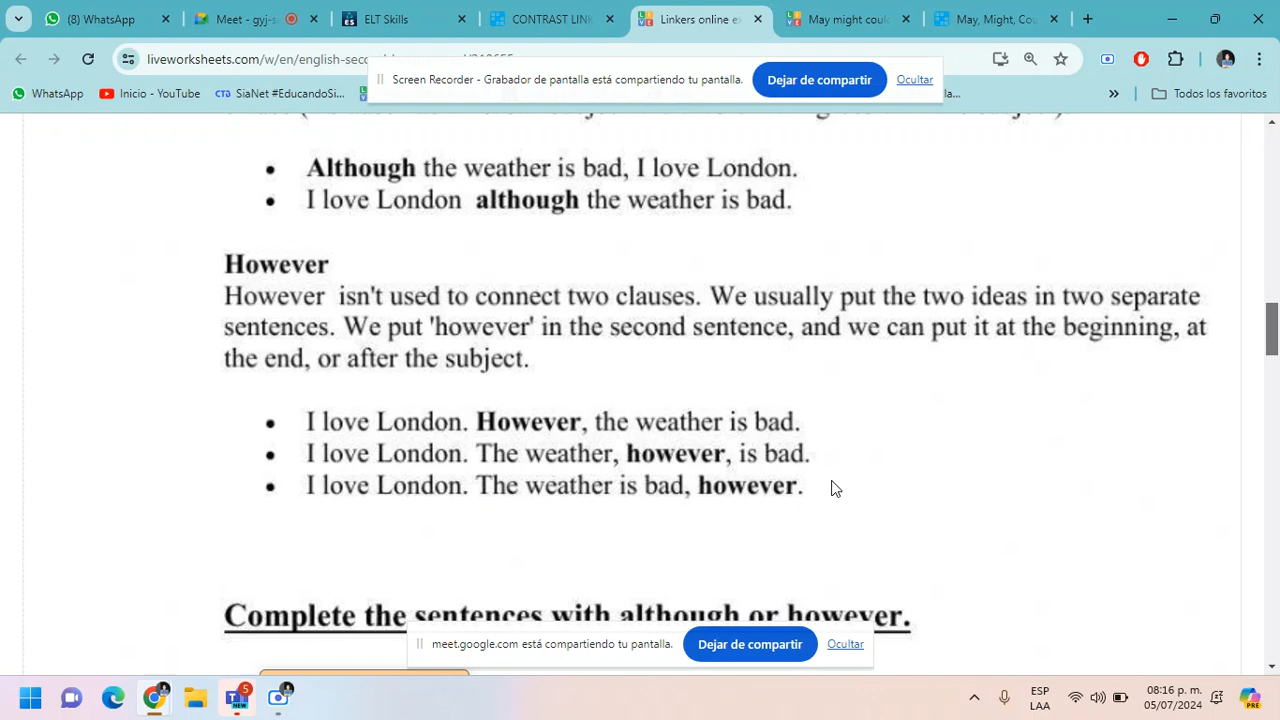 WhatsApp
Meet - gyj-s
ELT Skills
CONTRAST LINK
Linkers online ex
May might coul
May, Might, Cou
Screen Recorder - Grabador de pantalla está compartiendo tu pantalla.
Dejar de compartir
Ocultar
WhatsApp
Inicio - YouTube
SiaNet #EducandoSi...
Todos los favoritos
• Although the weather is bad, I love London.
• I love London although the weather is bad.
However
However isn't used to connect two clauses. We usually put the two ideas in two separate
sentences. We put 'however' in the second sentence, and we can put it at the beginning, at
the end, or after the subject.
• I love London. However, the weather is bad.
• I love London. The weather, however, is bad.
• I love London. The weather is bad, however.
Complete the sentences with although or however.
meet.google.com está compartiendo tu pantalla.
Dejar de compartir
Ocultar
ESP
LAA
08:16 p. m.
05/07/2024